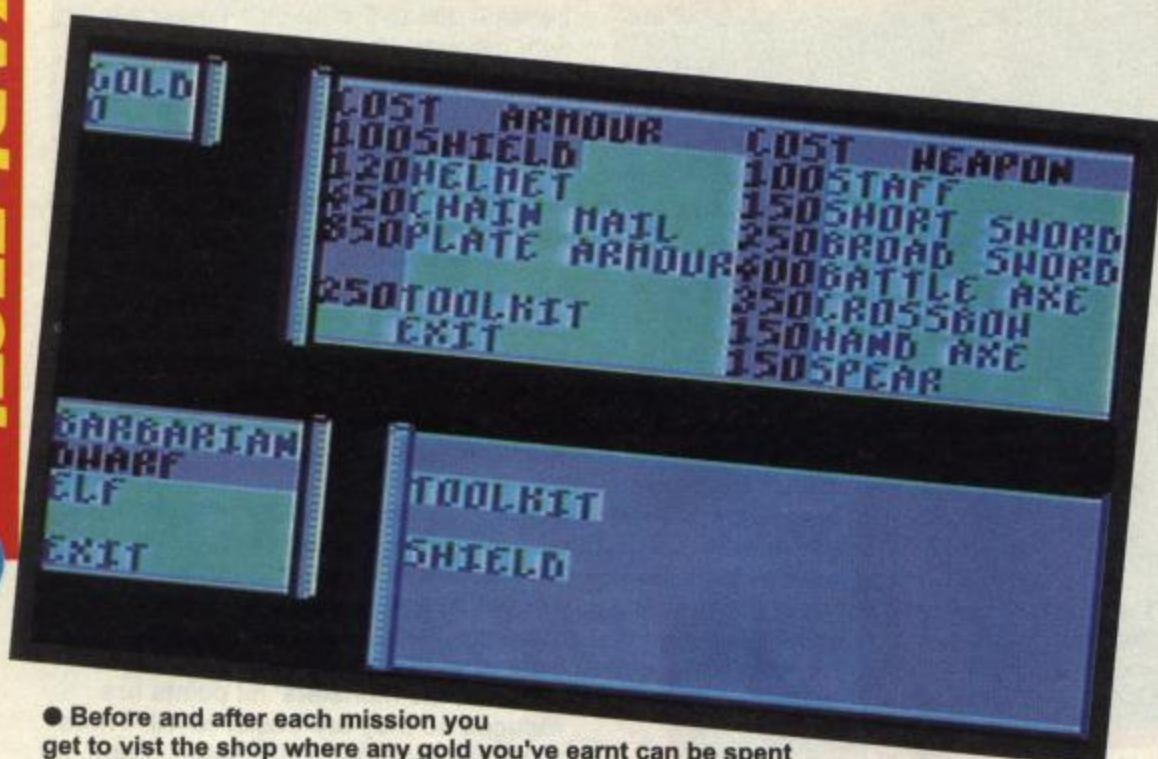 GOLD
0
COST ARMOUR
100SHIELD
120HELMET
650CHAIN MAIL
850PLATE ARMOUR
250TOOLKIT
EXIT
COST WEAPON
100STAFF
150SHORT SWORD
250BROAD SWORD
400BATTLE AXE
350CROSSBOW
150HAND AXE
150SPEAR
BARBARIAN
DWARF
ELF
EXIT
TOOLKIT
SHIELD
● Before and after each mission you
get to vist the shop where any gold you've earnt can be spent